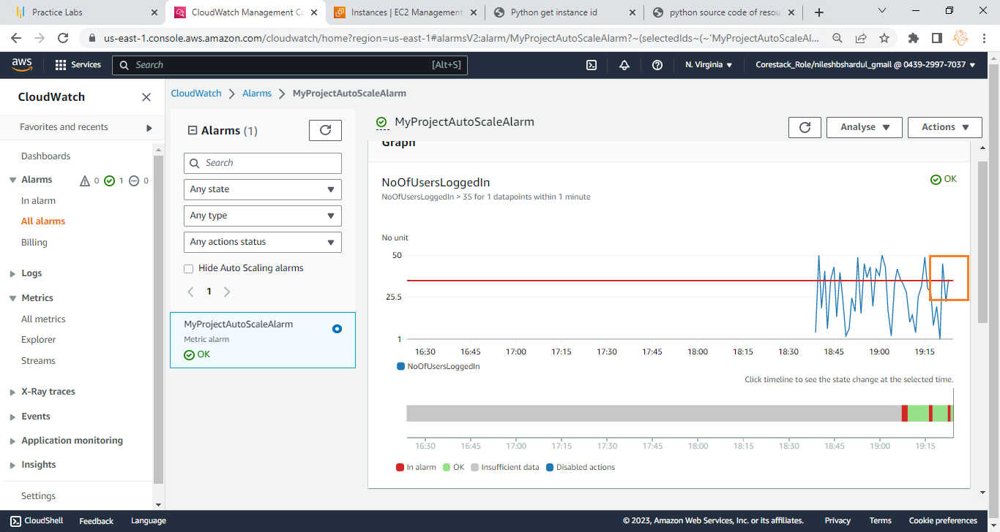 Practice Labs
CloudWatch Management Co
Instances | EC2 Management
Python get instance id
python source code of resou
us-east-1.console.aws.amazon.com/cloudwatch/home?region=us-east-1#alarmsV2:alarm/MyProjectAutoScaleAlarm?~(selectedIds~(~'MyProjectAutoScaleAl...
aws
Services
Search
[Alt+S]
N. Virginia
Corestack_Role/nileshbshardul_gmail @ 0439-2997-7037
CloudWatch
Favorites and recents
Dashboards
Alarms
0
1
0
In alarm
All alarms
Billing
Logs
Metrics
All metrics
Explorer
Streams
X-Ray traces
Events
Application monitoring
Insights
Settings
CloudWatch
Alarms
MyProjectAutoScaleAlarm
Alarms (1)
Search
Any state
Any type
Any actions status
Hide Auto Scaling alarms
1
MyProjectAutoScaleAlarm
Metric alarm
OK
MyProjectAutoScaleAlarm
Analyse
Actions
Graph
NoOfUsersLoggedIn
OK
NoOfUsersLoggedIn > 35 for 1 datapoints within 1 minute
No unit
50
25.5
1
16:30 16:45 17:00 17:15 17:30 17:45 18:00 18:15 18:30 18:45 19:00 19:15
NoOfUsersLoggedIn
Click timeline to see the state change at the selected time.
16:30 16:45 17:00 17:15 17:30 17:45 18:00 18:15 18:30 18:45 19:00 19:15
In alarm OK Insufficient data Disabled actions
CloudShell
Feedback
Language
© 2023, Amazon Web Services, Inc. or its affiliates.
Privacy
Terms
Cookie preferences